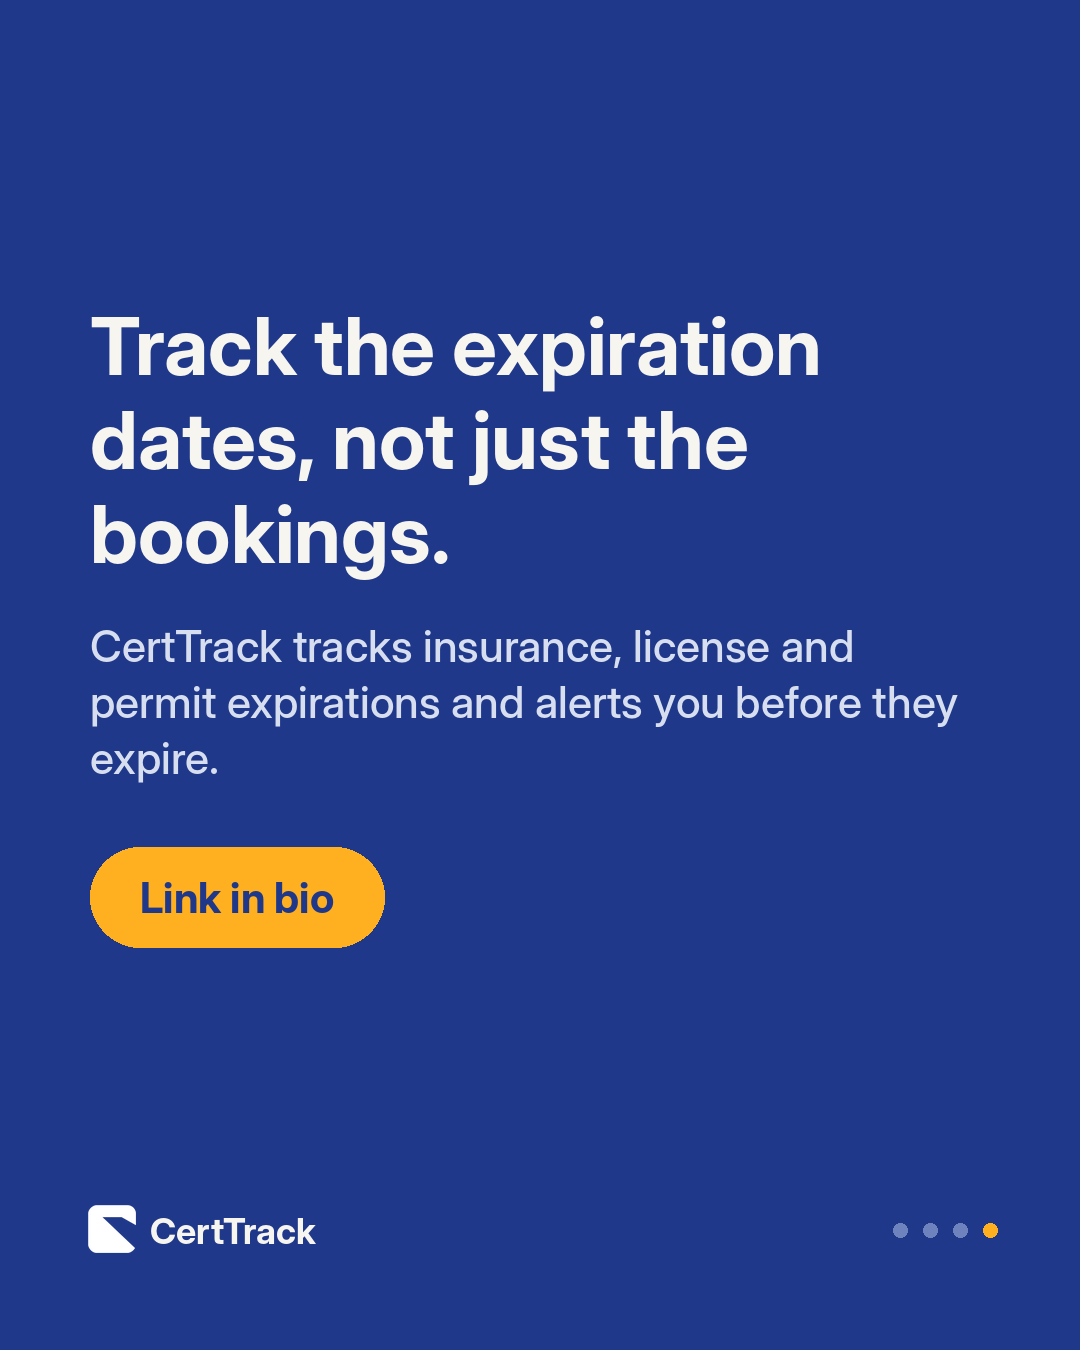 Track the expiration
dates, not just the
bookings.
CertTrack tracks insurance, license and
permit expirations and alerts you before they
expire.
Link in bio
CertTrack